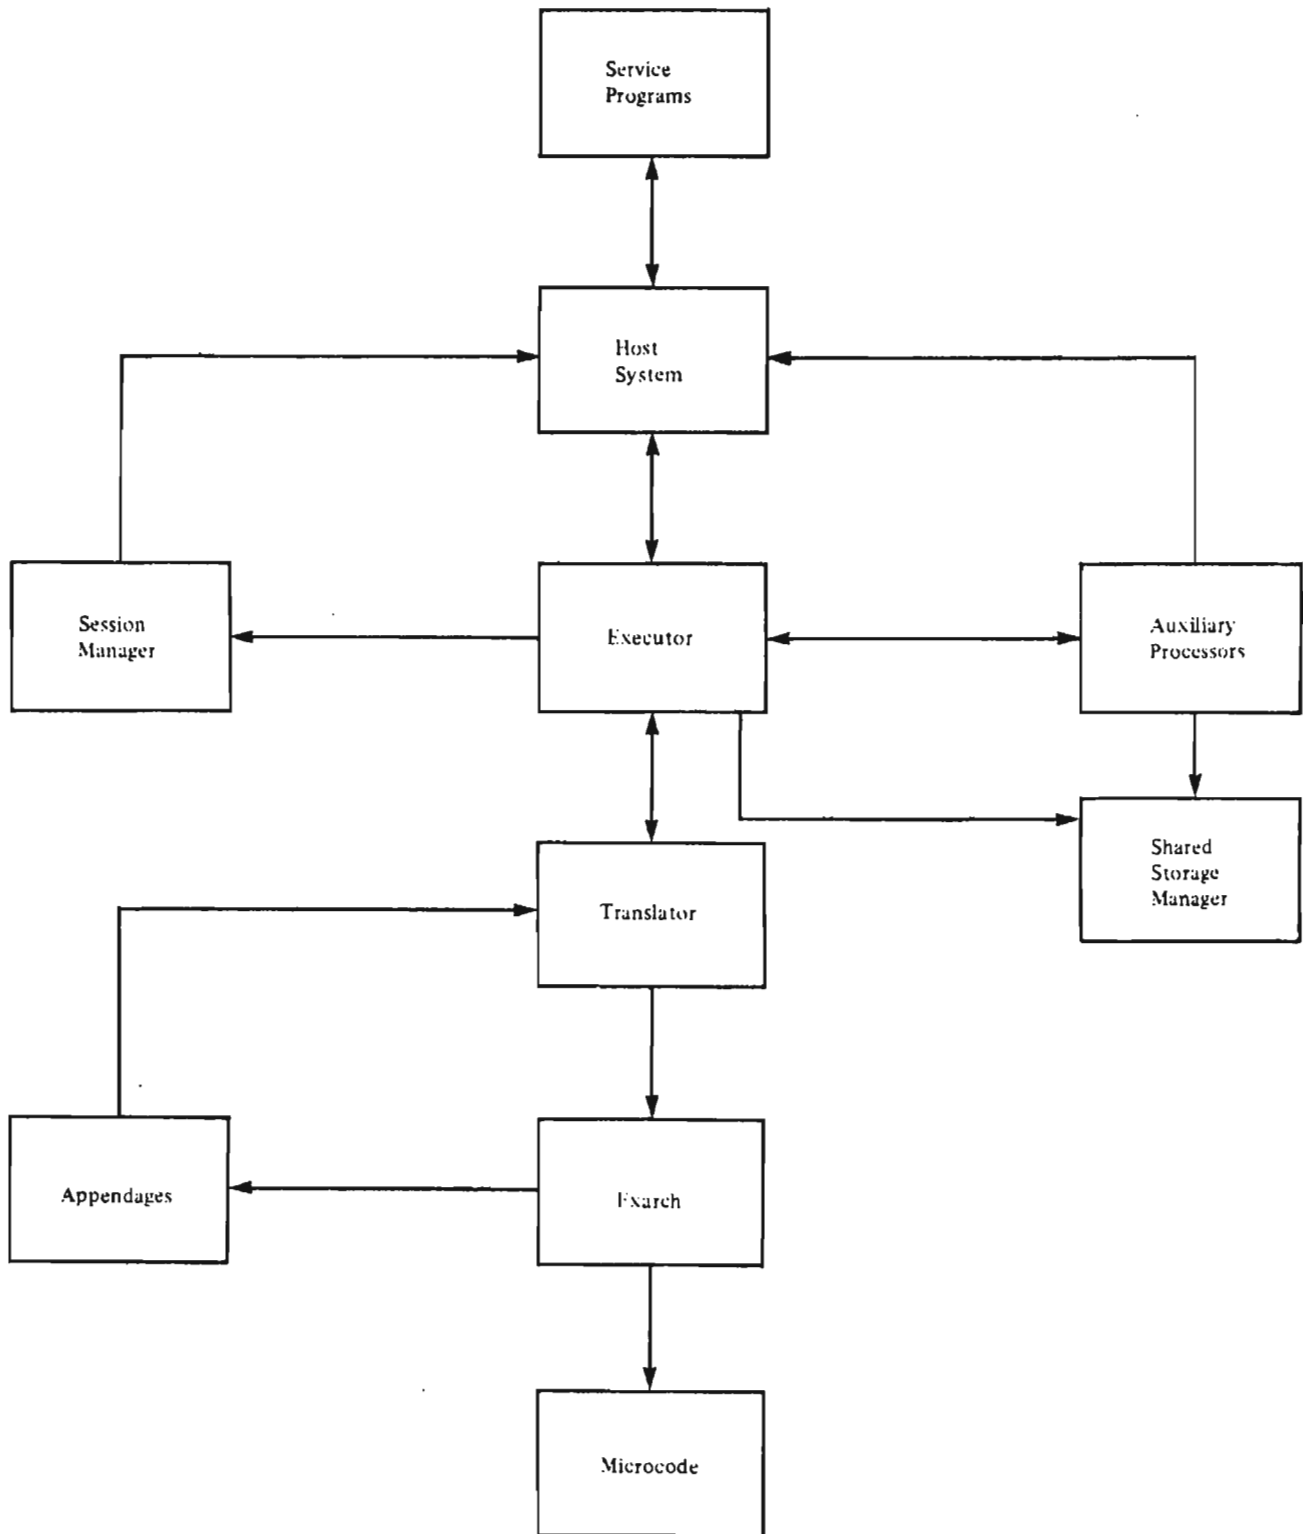 Service
Programs
Host
System
Session
Manager
Executor
Auxiliary
Processors
Translator
Shared
Storage
Manager
Appendages
Exarch
Microcode